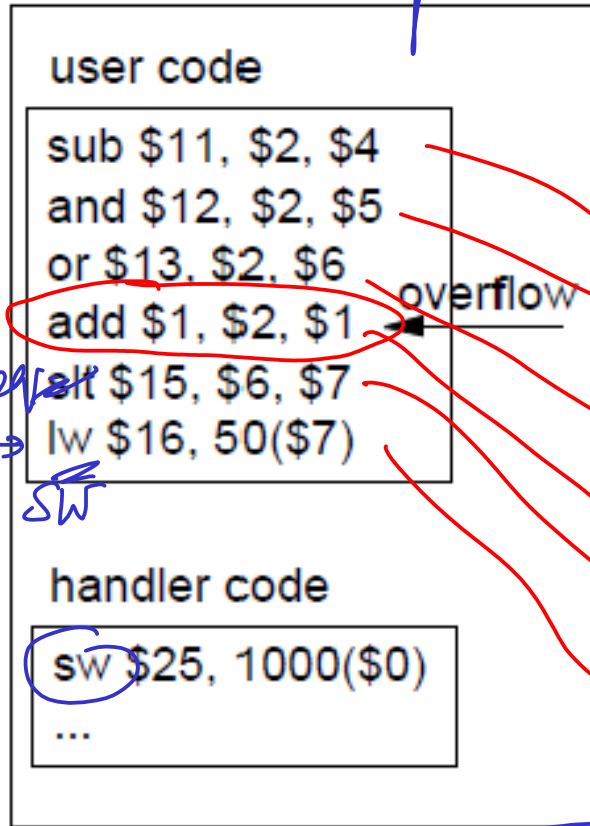 user code
sub $11, $2, $4
and $12, $2, $5
or $13, $2, $6
overflow
add $1, $2, $1
slt $15, $6, $7
lw $16, 50($7)
SW
handler code
sw $25, 1000($0)
...